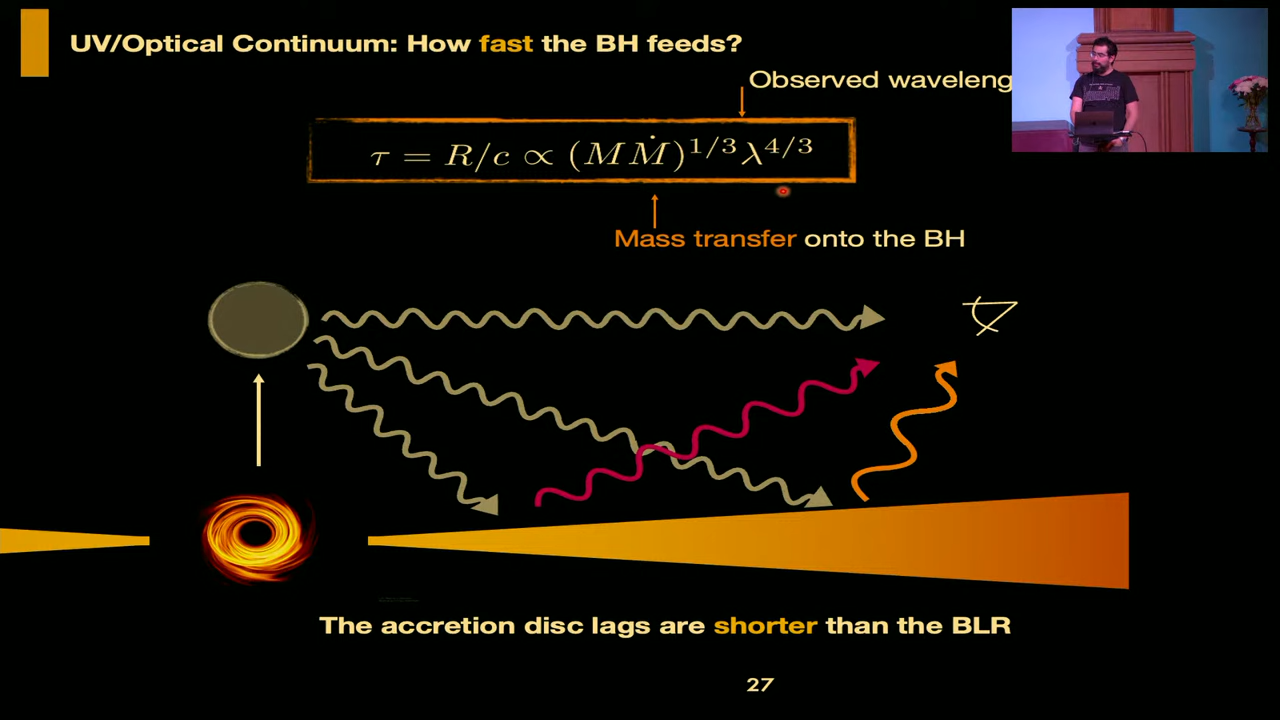 UV/Optical Continuum: How fast the BH feeds?
Observed waveleng
τ = R/c ∝ (MṀ)^{1/3}λ^{4/3}
Mass transfer onto the BH
The accretion disc lags are shorter than the BLR
27